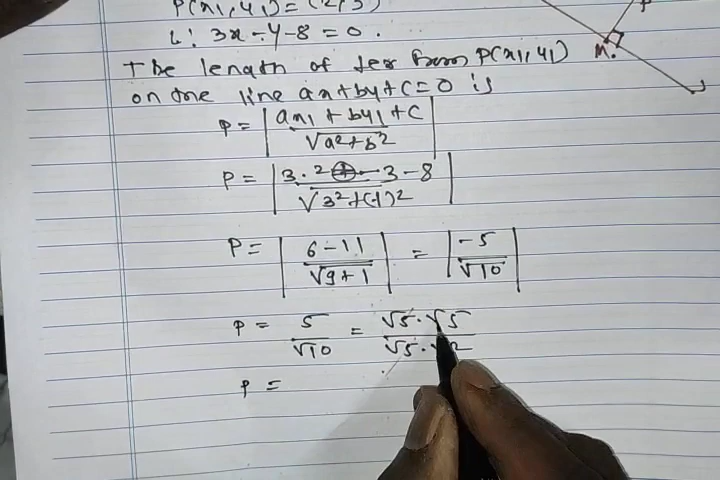 P(x1, y1) = (2, 3)
L: 3x - y - 8 = 0.
The length of ler from P(x1, y1)
on the line ax + by + c = 0 is
P = | ax1 + by1 + c / √a² + b² |
P = | 3 . 2 - 3 - 8 / √3² + (-1)² |
P = | 6 - 11 / √9 + 1 | = | -5 / √10 |
P = 5 / √10 = √5 . √5 / √5 . √2
P =
P
M.